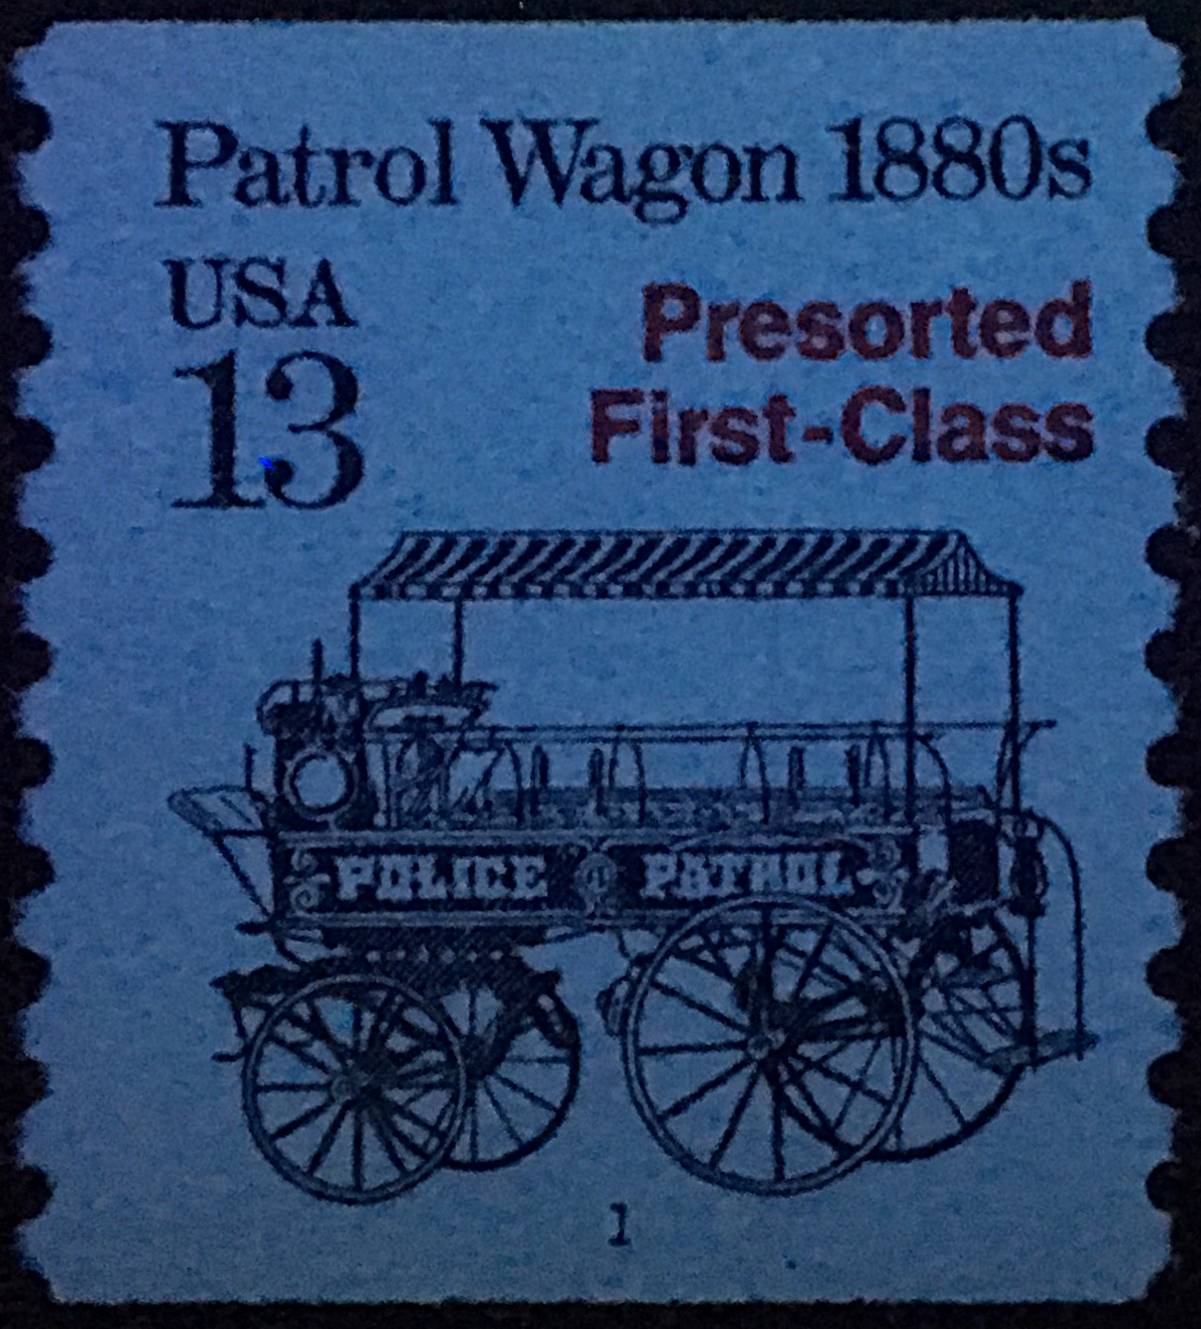 Patrol Wagon 1880s
USA
13
Presorted
First-Class
POLICE PATROL
1